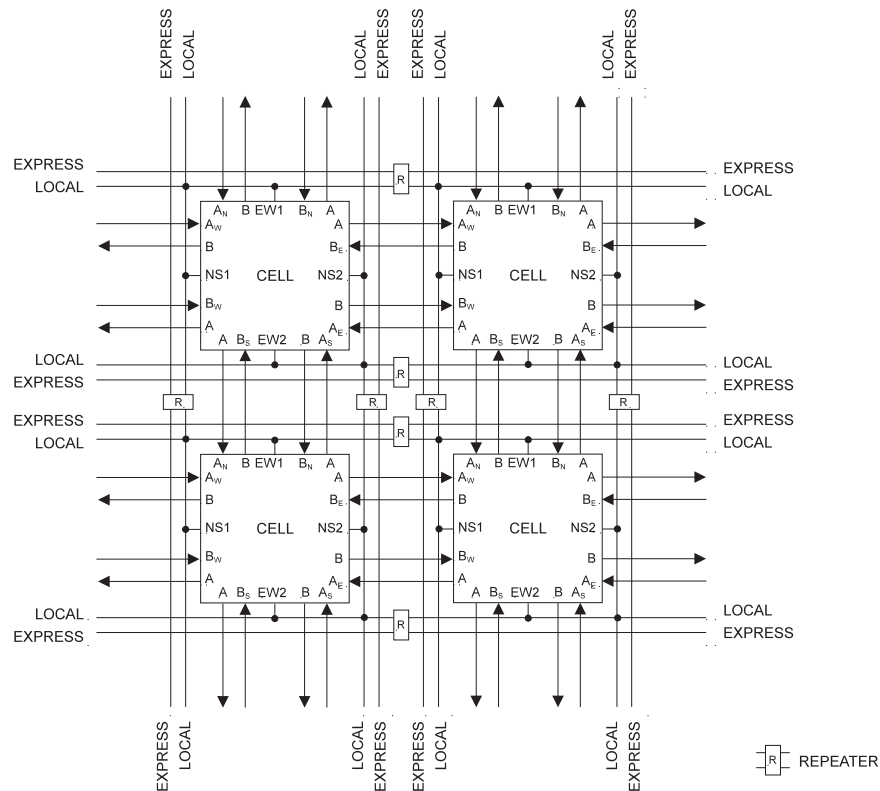 EXPRESS LOCAL LOCAL EXPRESS EXPRESS LOCAL LOCAL EXPRESS
EXPRESS R EXPRESS
LOCAL LOCAL
A_N B EW1 B_N A A_N B EW1 B_N A
A_W A A_W A
B B_E B B_E
NS1 CELL NS2 NS1 CELL NS2
B_W B B_W B
A A_E A A_E
A B_S EW2 B A_S A B_S EW2 B A_S
LOCAL R LOCAL
EXPRESS EXPRESS
R R R R
EXPRESS R EXPRESS
LOCAL LOCAL
A_N B EW1 B_N A A_N B EW1 B_N A
A_W A A_W A
B B_E B B_E
NS1 CELL NS2 NS1 CELL NS2
B_W B B_W B
A A_E A A_E
A B_S EW2 B A_S A B_S EW2 B A_S
LOCAL R LOCAL
EXPRESS EXPRESS
EXPRESS LOCAL LOCAL EXPRESS EXPRESS LOCAL LOCAL EXPRESS
R REPEATER